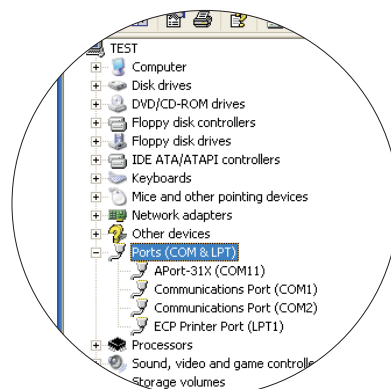 TEST
Computer
Disk drives
DVD/CD-ROM drives
Floppy disk controllers
Floppy disk drives
IDE ATA/ATAPI controllers
Keyboards
Mice and other pointing devices
Network adapters
Other devices
Ports (COM & LPT)
APort-31X (COM11)
Communications Port (COM1)
Communications Port (COM2)
ECP Printer Port (LPT1)
Processors
Sound, video and game controlle
Storage volumes